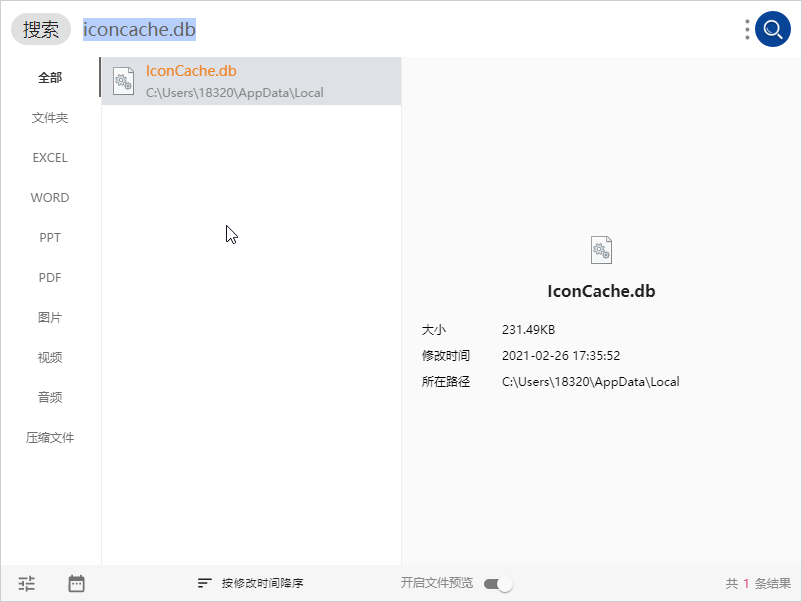 搜索 iconcache.db
全部
文件夹
EXCEL
WORD
PPT
PDF
图片
视频
音频
压缩文件
IconCache.db
C:\Users\18320\AppData\Local
IconCache.db
大小 231.49KB
修改时间 2021-02-26 17:35:52
所在路径 C:\Users\18320\AppData\Local
按修改时间降序 开启文件预览 共 1 条结果